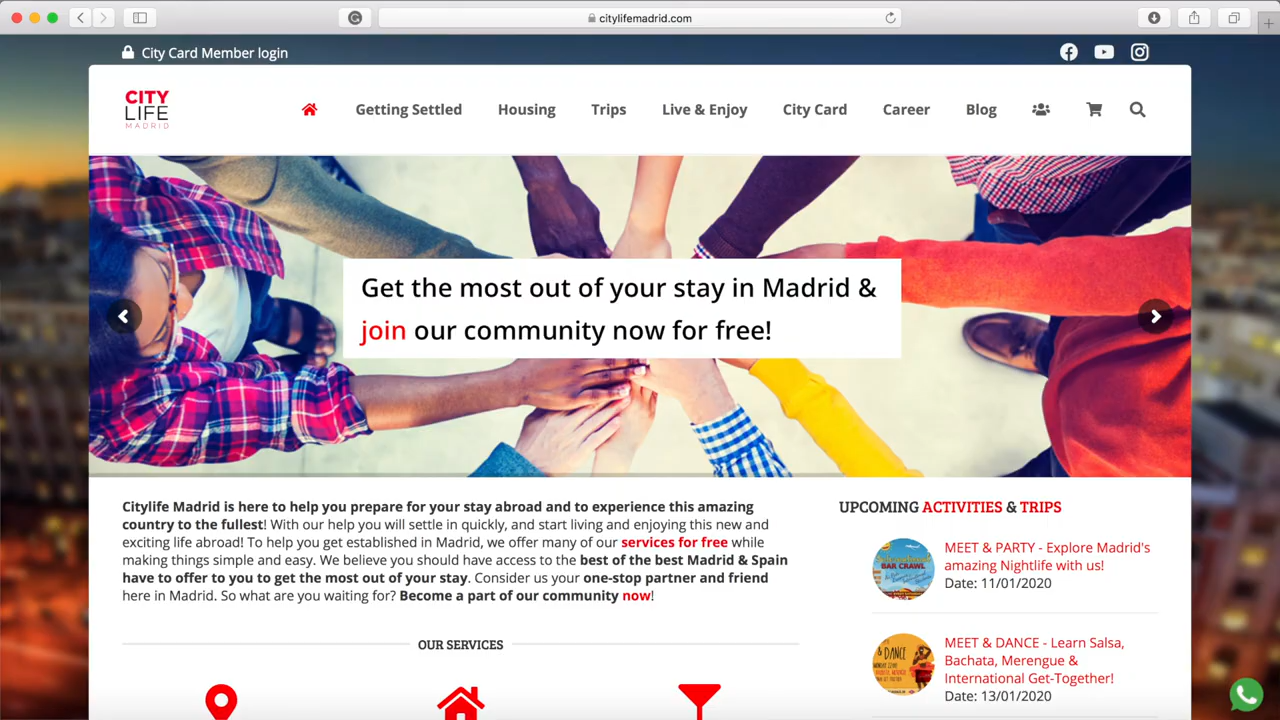 citylifemadrid.com
City Card Member login
CITY
LIFE
MADRID
Getting Settled Housing Trips Live & Enjoy City Card Career Blog
Get the most out of your stay in Madrid &
join our community now for free!
Citylife Madrid is here to help you prepare for your stay abroad and to experience this amazing
country to the fullest! With our help you will settle in quickly, and start living and enjoying this new and
exciting life abroad! To help you get established in Madrid, we offer many of our services for free while
making things simple and easy. We believe you should have access to the best of the best Madrid & Spain
have to offer to you to get the most out of your stay. Consider us your one-stop partner and friend
here in Madrid. So what are you waiting for? Become a part of our community now!
OUR SERVICES
UPCOMING ACTIVITIES & TRIPS
BAR CRAWL
MEET & PARTY - Explore Madrid's
amazing Nightlife with us!
Date: 11/01/2020
& DANCE
MEET & DANCE - Learn Salsa,
Bachata, Merengue &
International Get-Together!
Date: 13/01/2020